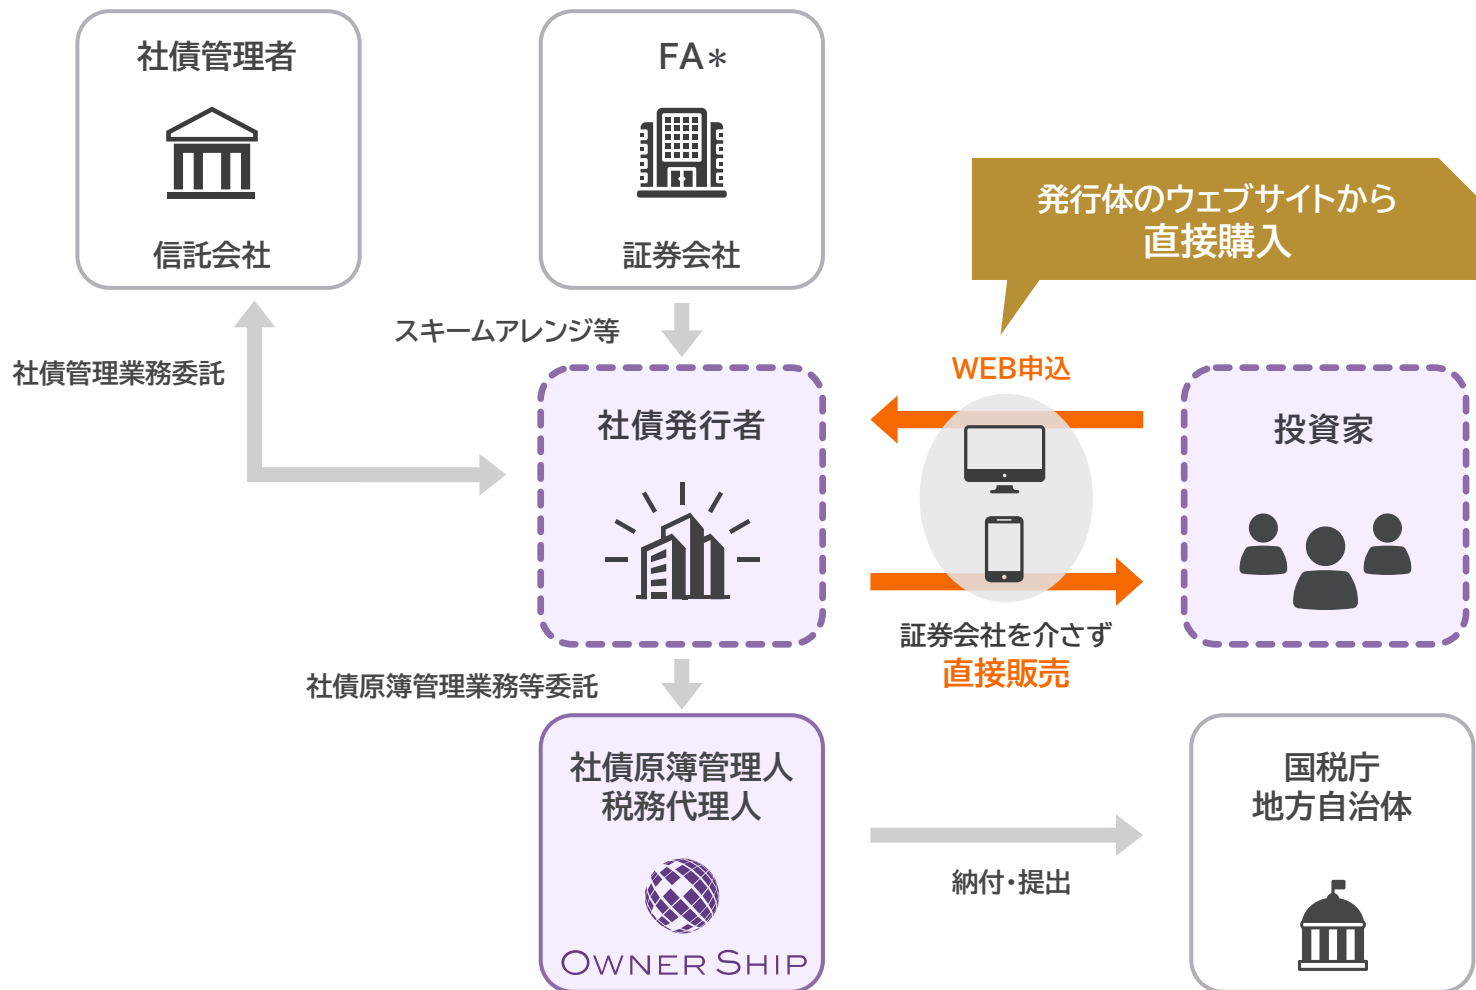 社債管理者
信託会社
FA＊
証券会社
発行体のウェブサイトから
直接購入
スキームアレンジ等
社債管理業務委託
WEB申込
社債発行者
投資家
証券会社を介さず
直接販売
社債原簿管理業務等委託
社債原簿管理人
税務代理人
OWNER SHIP
納付・提出
国税庁
地方自治体